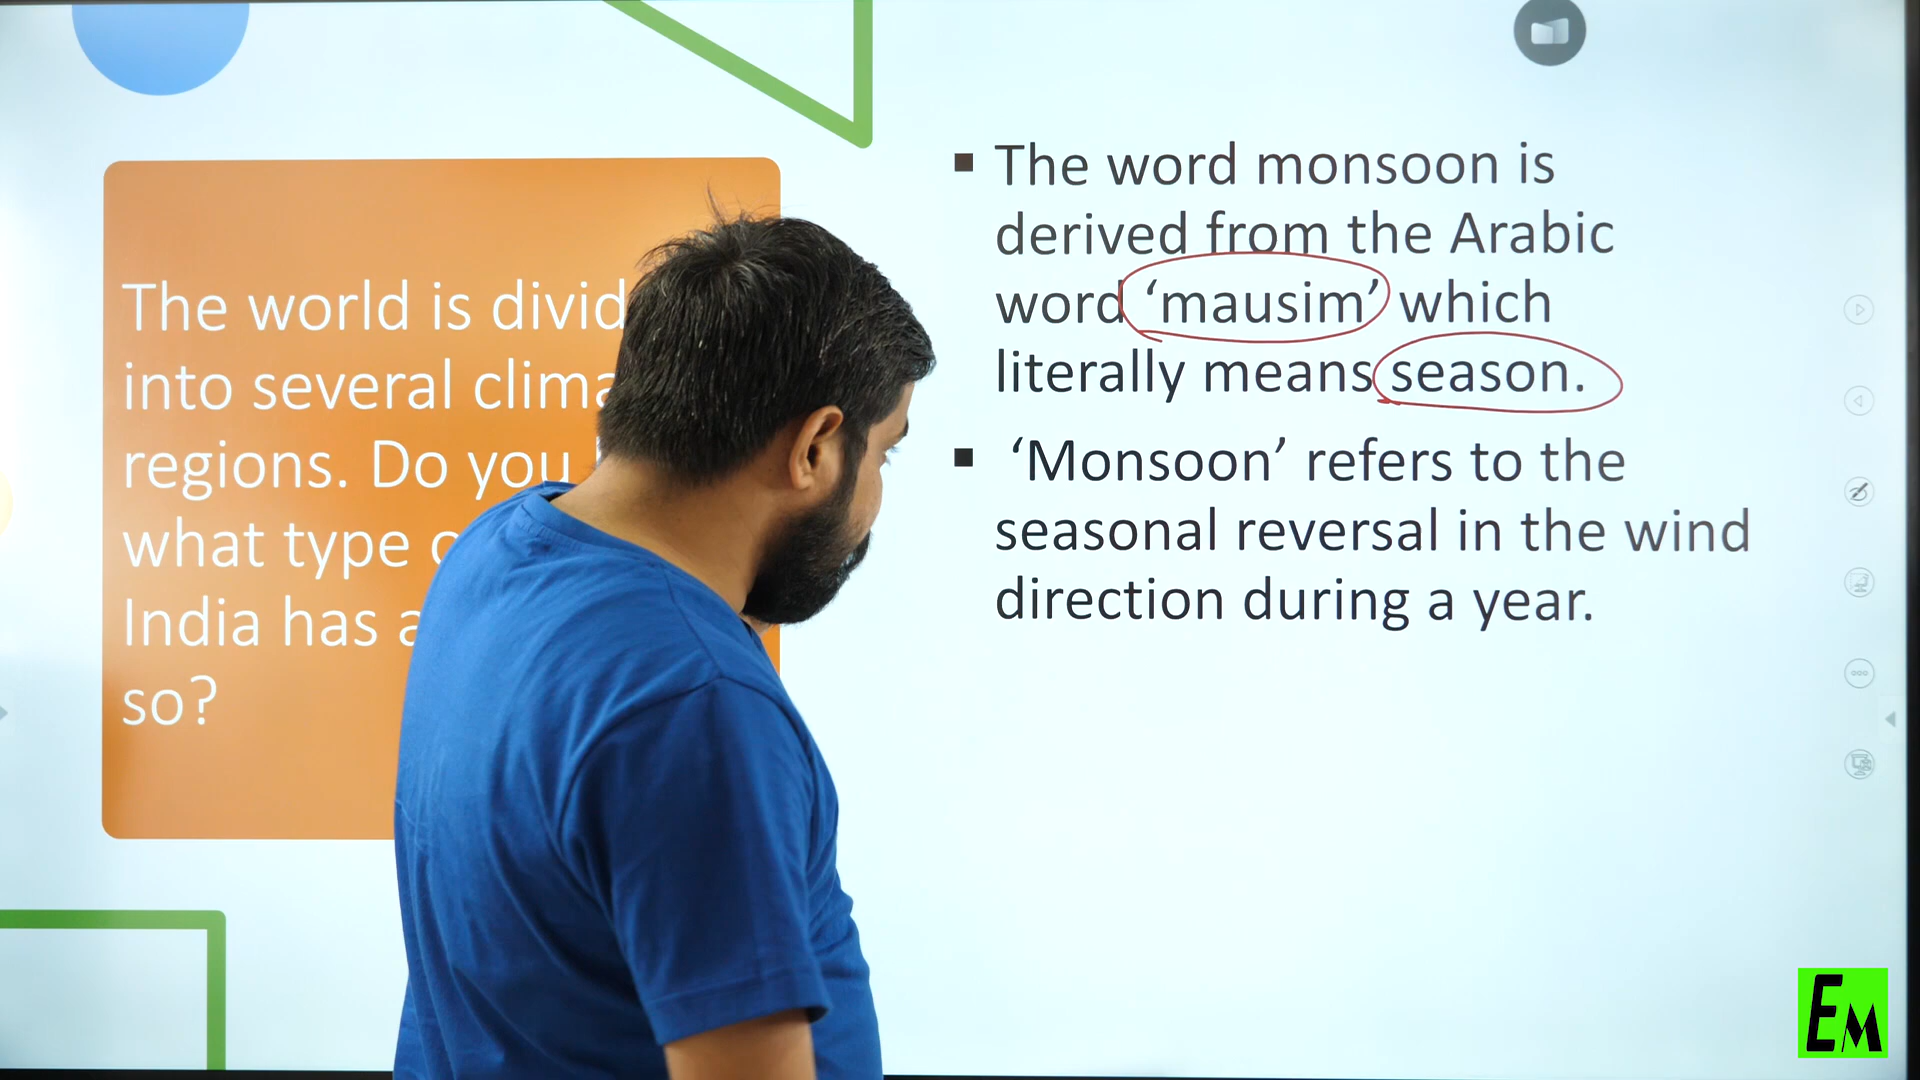 The world is divid
into several clima
regions. Do you
what type
India has a
so?
▪ The word monsoon is
derived from the Arabic
word ‘mausim’ which
literally means season.
▪ ‘Monsoon’ refers to the
seasonal reversal in the wind
direction during a year.
EM